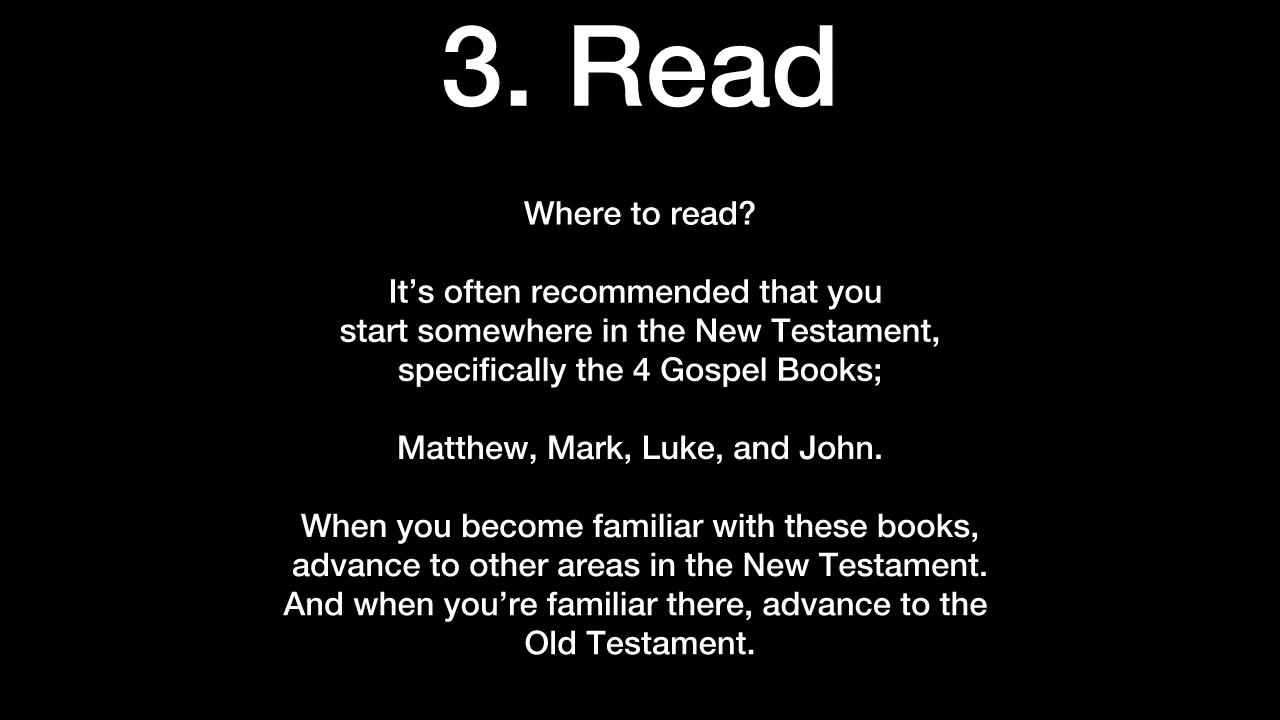 3. Read
Where to read?
It’s often recommended that you
start somewhere in the New Testament,
specifically the 4 Gospel Books;
Matthew, Mark, Luke, and John.
When you become familiar with these books,
advance to other areas in the New Testament.
And when you’re familiar there, advance to the
Old Testament.